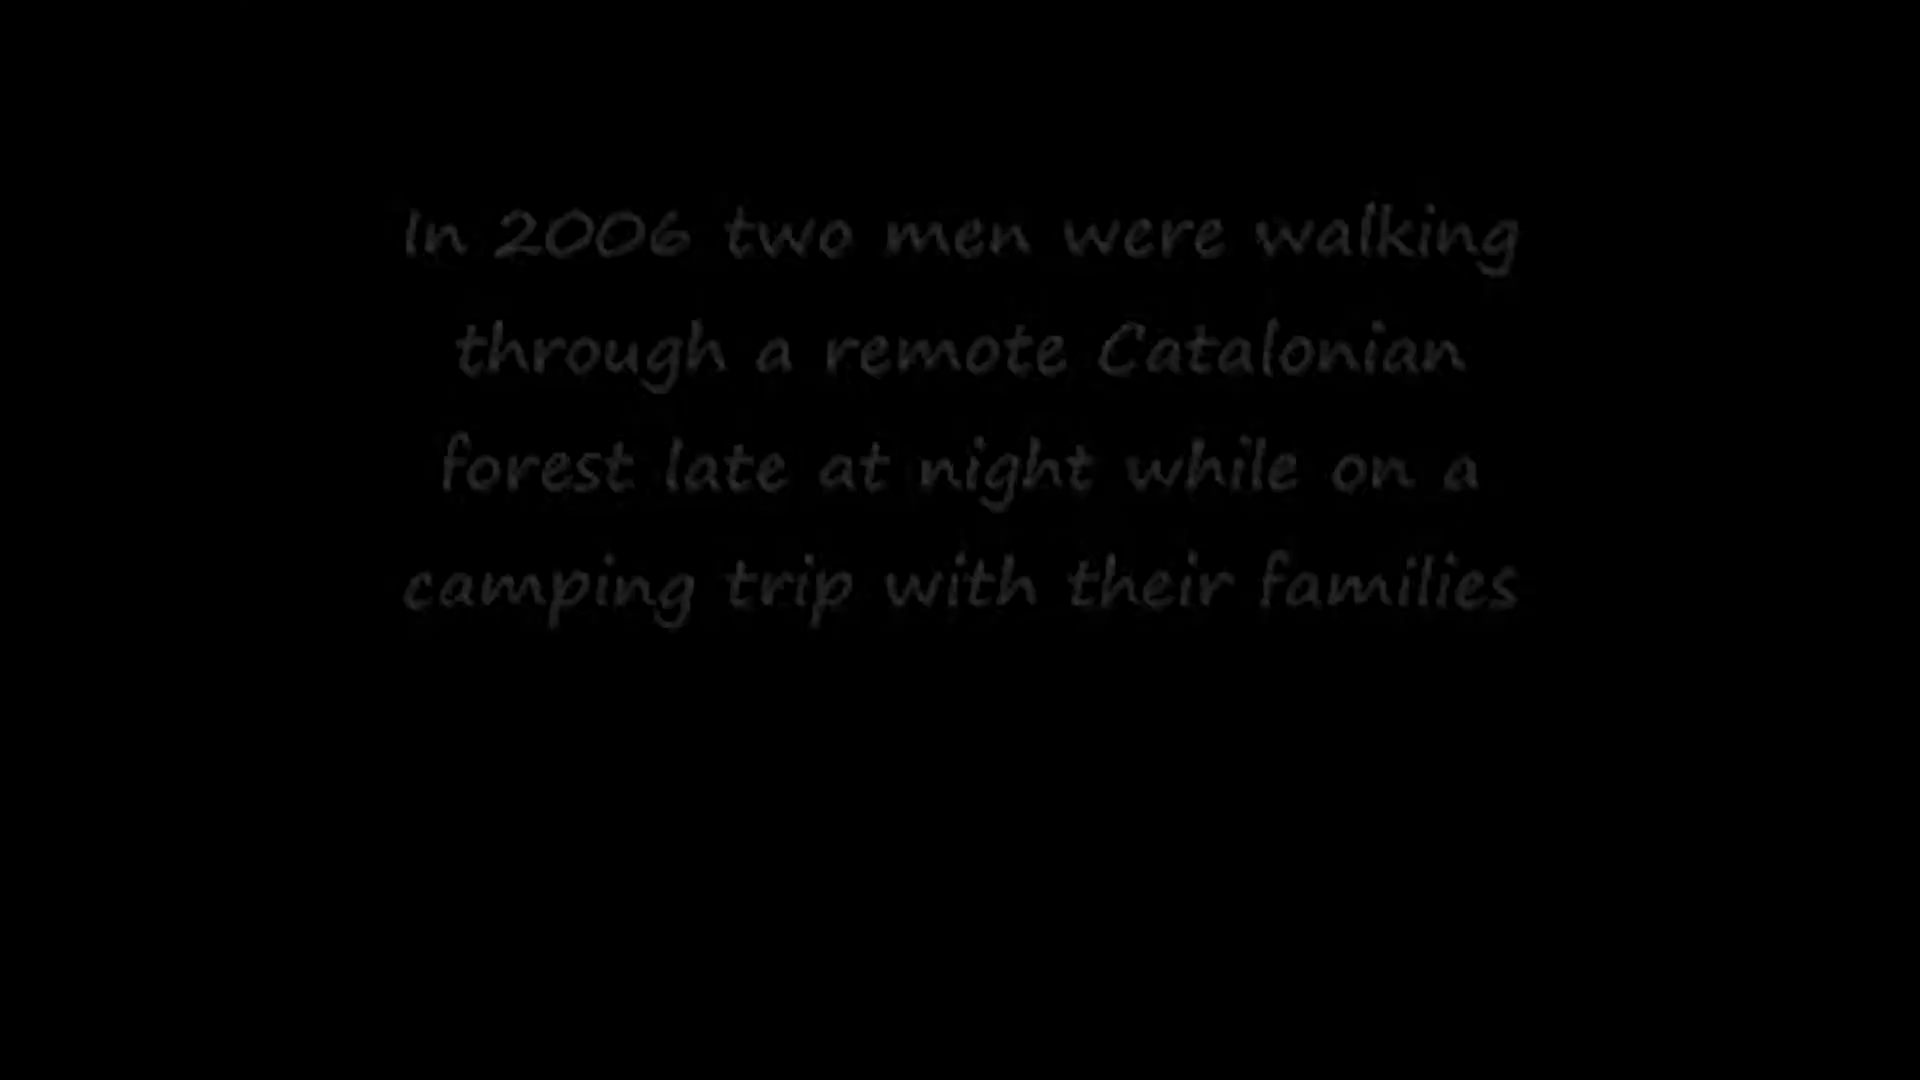 In 2006 two men were walking
through a remote Catalonian
forest late at night while on a
camping trip with their families